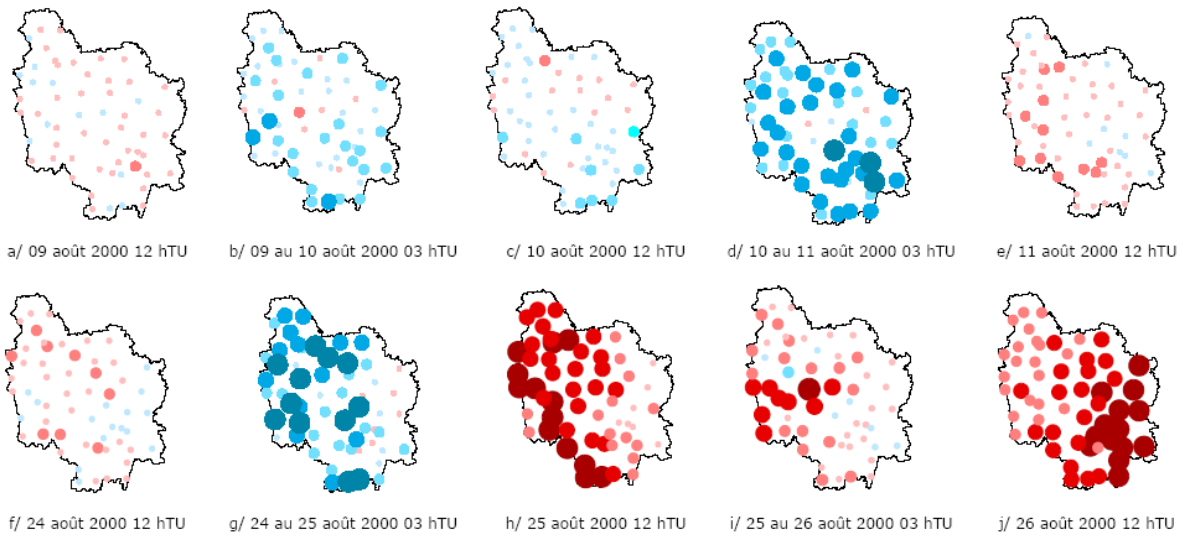 a/ 09 août 2000 12 hTU
b/ 09 au 10 août 2000 03 hTU
c/ 10 août 2000 12 hTU
d/ 10 au 11 août 2000 03 hTU
e/ 11 août 2000 12 hTU
f/ 24 août 2000 12 hTU
g/ 24 au 25 août 2000 03 hTU
h/ 25 août 2000 12 hTU
i/ 25 au 26 août 2000 03 hTU
j/ 26 août 2000 12 hTU